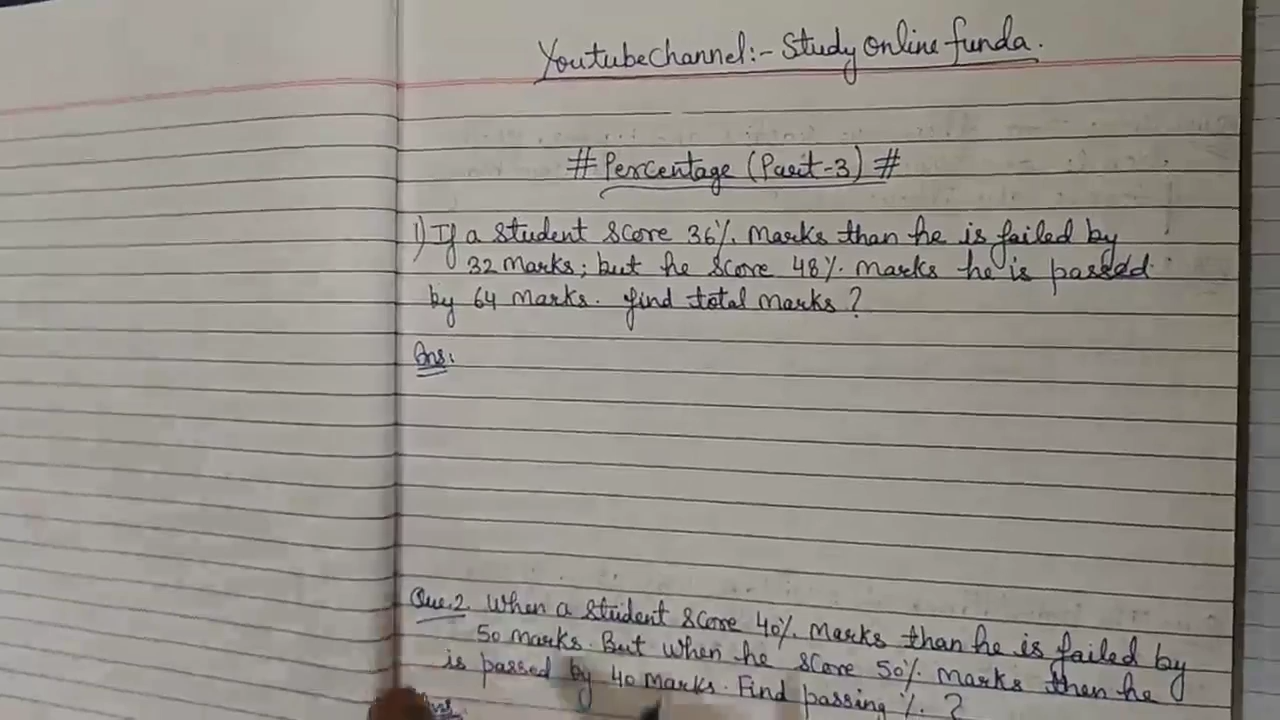 Youtube channel:- Study online funda.
# Percentage (Part-3) #
1) If a student score 36% marks than he is failed by
32 marks; but he score 48% marks he is passed
by 64 marks. find total marks ?
Ans:
Que.2. When a student score 40% marks than he is failed by
50 marks. But when he score 50% marks then he
is passed by 40 marks. Find passing %. ?
Ans.